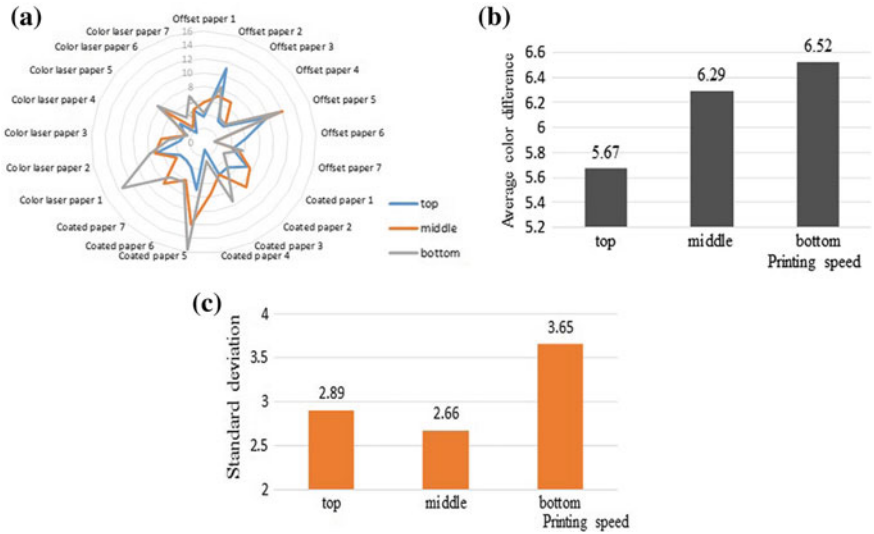 (a)
Offset paper 1
Offset paper 2
Offset paper 3
Offset paper 4
Offset paper 5
Offset paper 6
Offset paper 7
Coated paper 1
Coated paper 2
Coated paper 3
Coated paper 4
Coated paper 5
Coated paper 6
Coated paper 7
Color laser paper 1
Color laser paper 2
Color laser paper 3
Color laser paper 4
Color laser paper 5
Color laser paper 6
Color laser paper 7
16
14
12
10
8
0
top
middle
bottom
(b)
Average color difference
6.6
6.4
6.2
6
5.8
5.6
5.4
5.2
5.67
6.29
6.52
top
middle
bottom
Printing speed
(c)
Standard deviation
4
3.5
3
2.5
2
2.89
2.66
3.65
top
middle
bottom
Printing speed